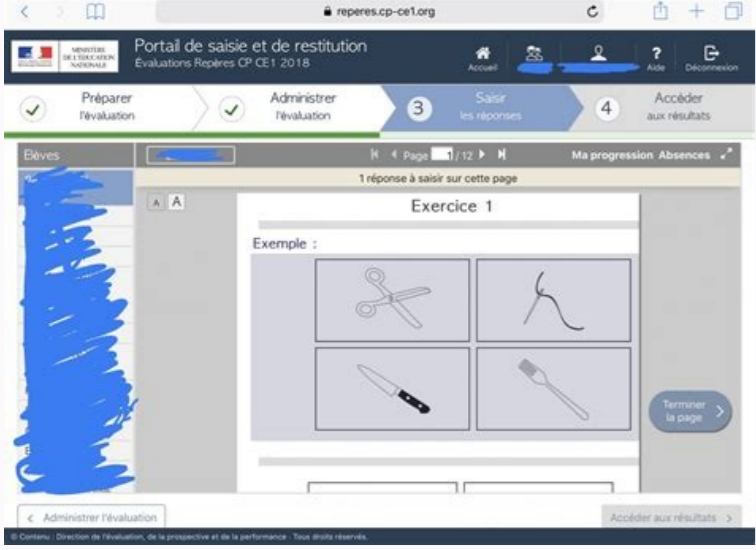 reperes.cp-ce1.org
MINISTÈRE
DE L'ÉDUCATION
NATIONALE
Portail de saisie et de restitution
Évaluations Repères CP CE1 2018
Accueil
?
Aide
Déconnexion
Préparer
l'évaluation
Administrer
l'évaluation
3
Saisir
les réponses
4
Accéder
aux résultats
Élèves
Page 1 / 12
Ma progression Absences
1 réponse à saisir sur cette page
A A
Exercice 1
Exemple :
Terminer
la page
< Administrer l'évaluation
Accéder aux résultats >
© Contenu : Direction de l'évaluation, de la prospective et de la performance - Tous droits réservés.